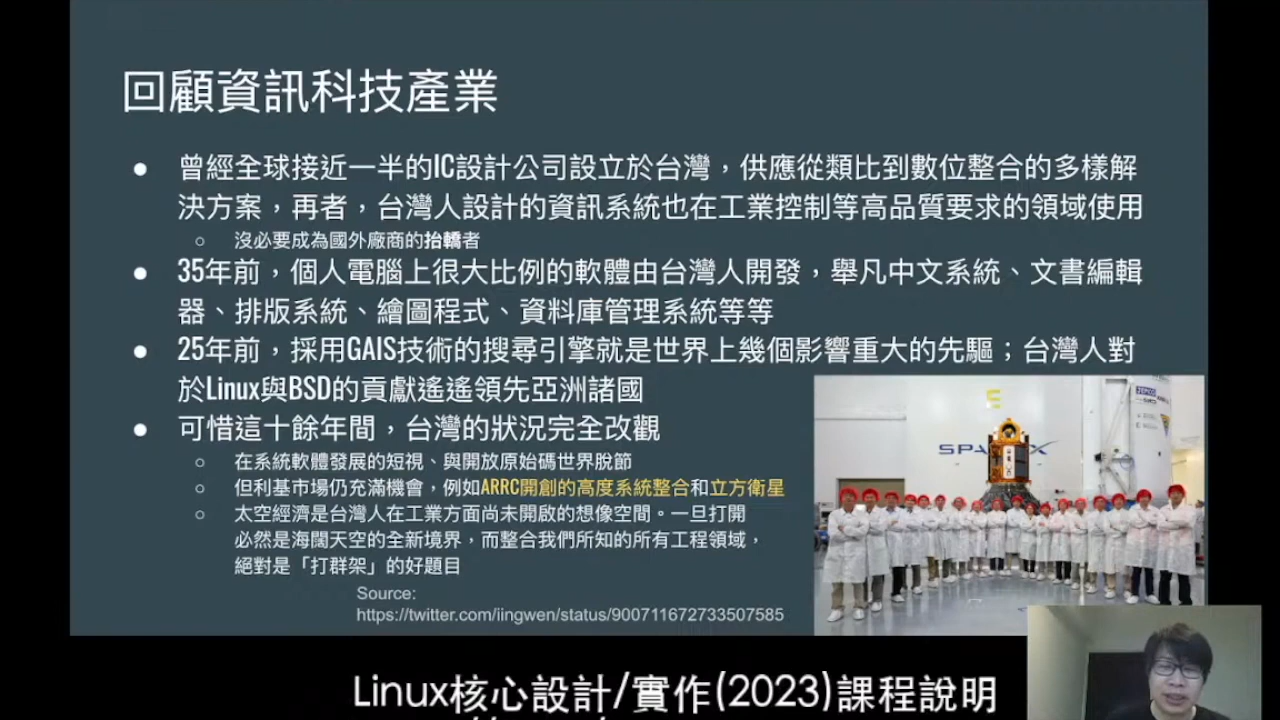 回顧資訊科技產業
● 曾經全球接近一半的IC設計公司設立於台灣，供應從類比到數位整合的多樣解
決方案，再者，台灣人設計的資訊系統也在工業控制等高品質要求的領域使用
○ 沒必要成為國外廠商的抬轎者
● 35年前，個人電腦上很大比例的軟體由台灣人開發，舉凡中文系統、文書編輯
器、排版系統、繪圖程式、資料庫管理系統等等
● 25年前，採用GAIS技術的搜尋引擎就是世界上幾個影響重大的先驅；台灣人對
於Linux與BSD的貢獻遙遙領先亞洲諸國
● 可惜這十餘年間，台灣的狀況完全改觀
○ 在系統軟體發展的短視、與開放原始碼世界脫節
○ 但利基市場仍充滿機會，例如ARRC開創的高度系統整合和立方衛星
○ 太空經濟是台灣人在工業方面尚未開啟的想像空間。一旦打開
必然是海闊天空的全新境界，而整合我們所知的所有工程領域，
絕對是「打群架」的好題目
Source:
https://twitter.com/iingwen/status/900711672733507585
SPACEX
Linux核心設計/實作(2023)課程說明